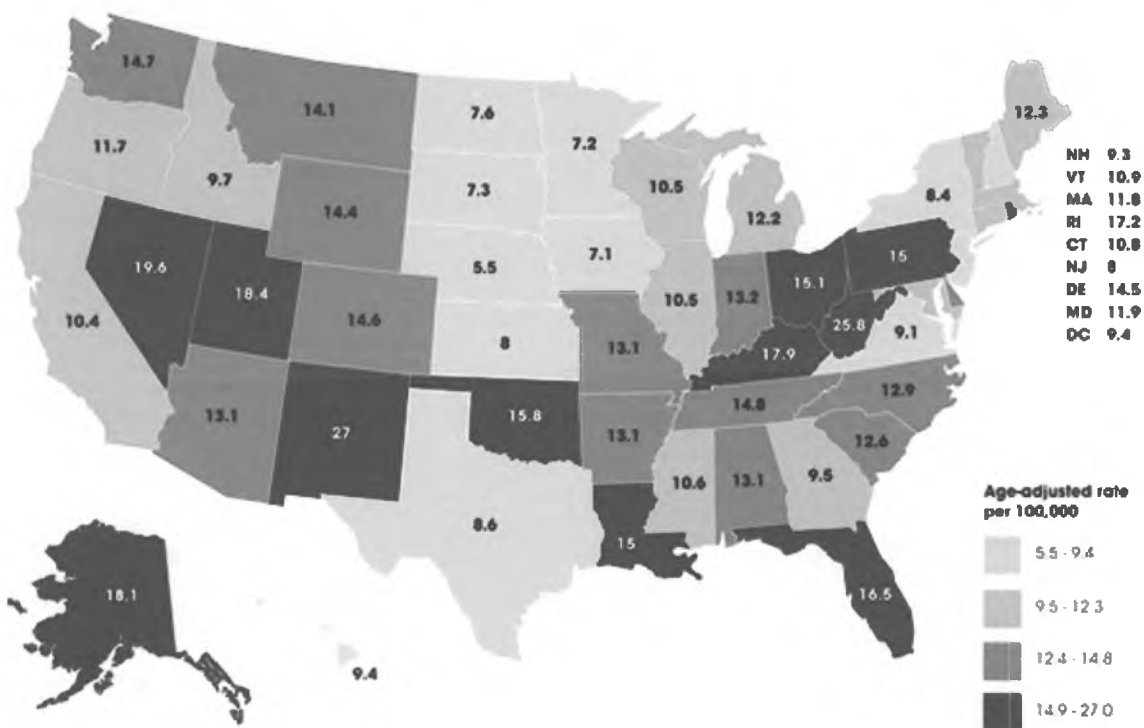 14.7
14.1
7.6
7.2
12.3
11.7
9.7
14.4
7.3
10.5
12.2
8.4
NH 9.3
VT 10.9
MA 11.8
RI 17.2
CT 10.8
NJ 8
DE 14.5
MD 11.9
DC 9.4
19.6
18.4
5.5
7.1
10.5
13.2
15.1
15
10.4
14.6
8
13.1
17.9
25.8
9.1
13.1
27
15.8
13.1
14.8
12.9
12.6
8.6
15
10.6
13.1
9.5
16.5
18.1
9.4
Age-adjusted rate
per 100,000
5.5 - 9.4
9.5 - 12.3
12.4 - 14.8
14.9 - 27.0